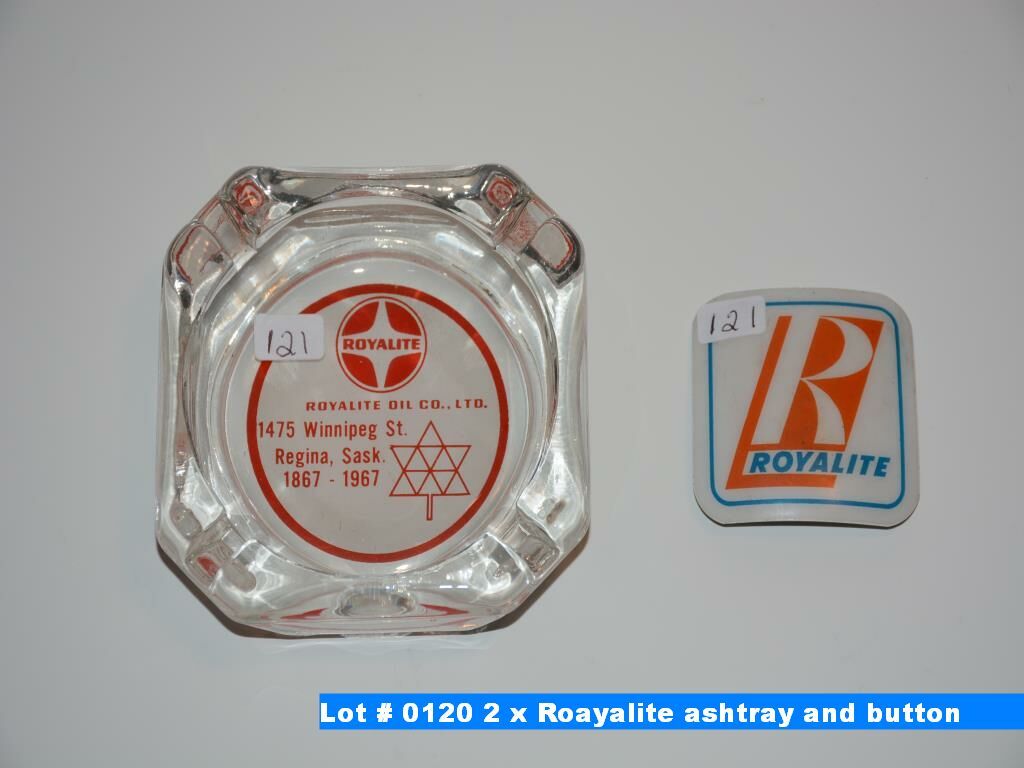 121
ROYALITE
ROYALITE OIL CO., LTD.
1475 Winnipeg St.
Regina, Sask.
1867 - 1967
121
ROYALITE
Lot # 0120 2 x Roayalite ashtray and button